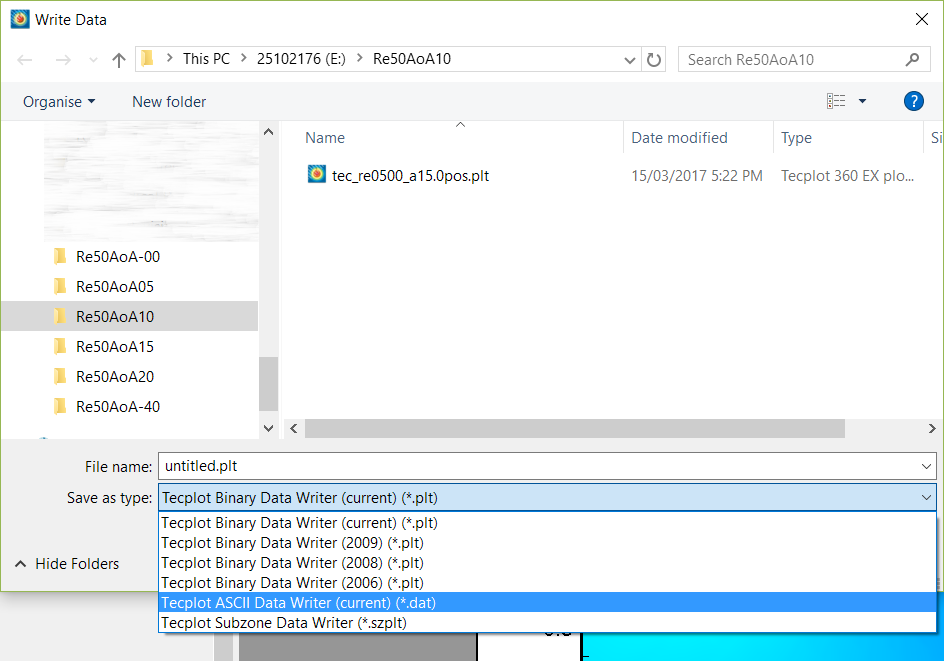 Write Data
This PC > 25102176 (E:) > Re50AoA10
Search Re50AoA10
Organise
New folder
?
Name
Date modified
Type
Si
tec_re0500_a15.0pos.plt
15/03/2017 5:22 PM
Tecplot 360 EX plo...
Re50AoA-00
Re50AoA05
Re50AoA10
Re50AoA15
Re50AoA20
Re50AoA-40
File name:
untitled.plt
Save as type:
Tecplot Binary Data Writer (current) (*.plt)
Tecplot Binary Data Writer (current) (*.plt)
Tecplot Binary Data Writer (2009) (*.plt)
Tecplot Binary Data Writer (2008) (*.plt)
Tecplot Binary Data Writer (2006) (*.plt)
Tecplot ASCII Data Writer (current) (*.dat)
Tecplot Subzone Data Writer (*.szplt)
Hide Folders